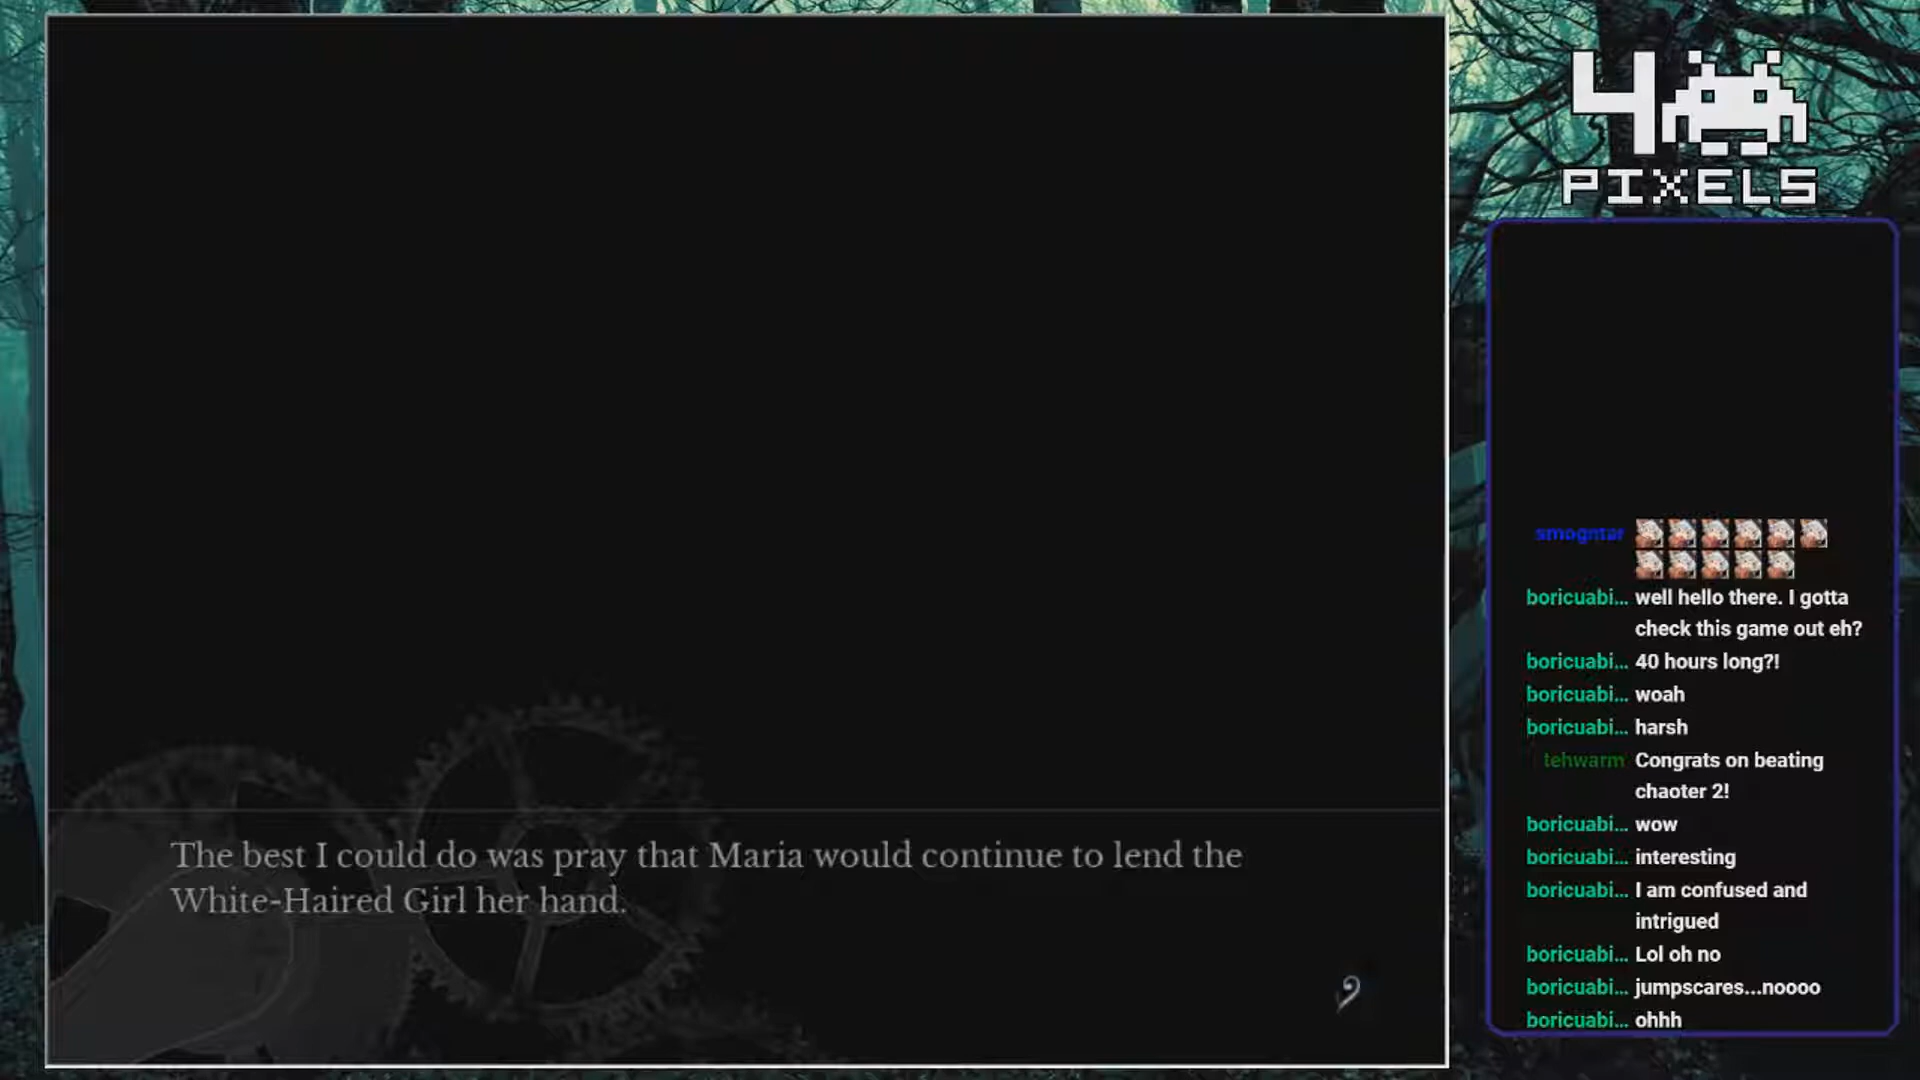 The best I could do was pray that Maria would continue to lend the
White-Haired Girl her hand.
4
PIXELS
smogntar
boricuabi... well hello there. I gotta
check this game out eh?
boricuabi... 40 hours long?!
boricuabi... woah
boricuabi... harsh
tehwarm Congrats on beating
chaoter 2!
boricuabi... wow
boricuabi... interesting
boricuabi... I am confused and
intrigued
boricuabi... Lol oh no
boricuabi... jumpscares...noooo
boricuabi... ohhh